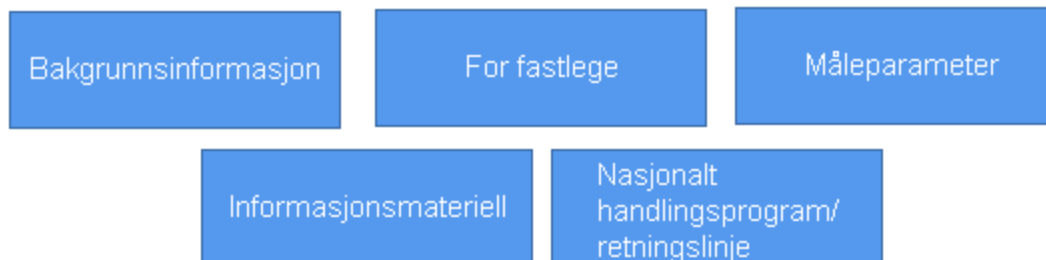 Bakgrunnsinformasjon
For fastlege
Måleparameter
Informasjonsmateriell
Nasjonalt
handlingsprogram/
retningslinje